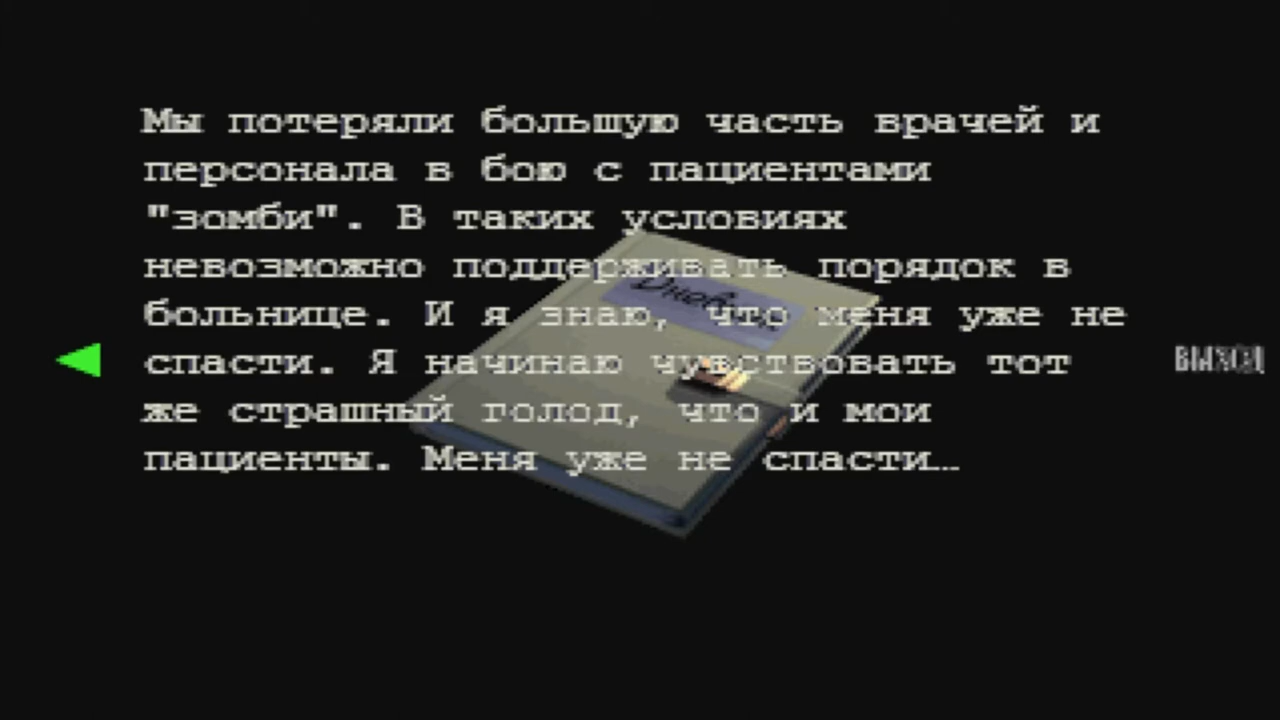 Мы потеряли большую часть врачей и
персонала в бою с пациентами
"зомби". В таких условиях
невозможно поддерживать порядок в
больнице. И я знаю, что меня уже не
спасти. Я начинаю чувствовать тот
же страшный голод, что и мои
пациенты. Меня уже не спасти…
ВЫХОД